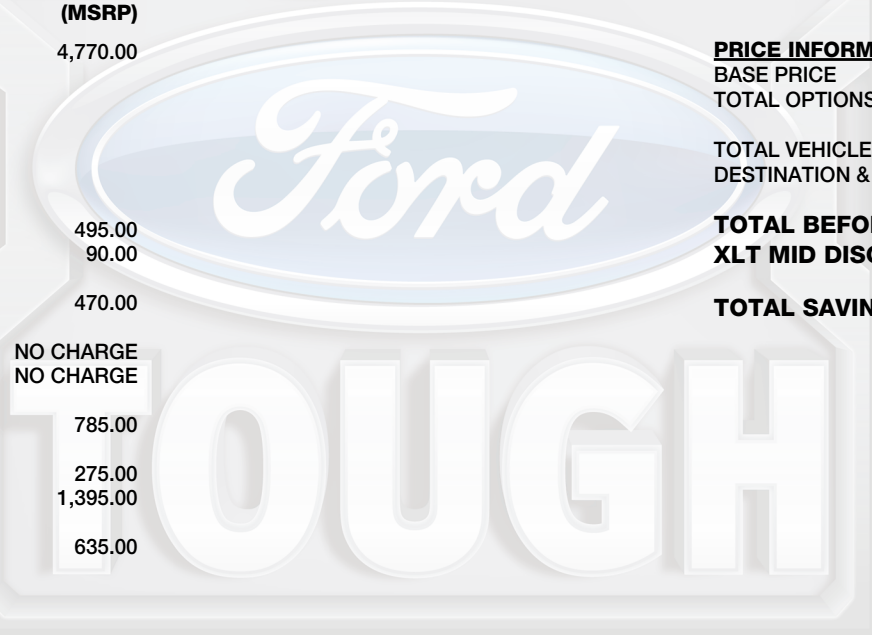 (MSRP)
4,770.00
495.00
90.00
470.00
NO CHARGE
NO CHARGE
785.00
275.00
1,395.00
635.00
PRICE INFORM
BASE PRICE
TOTAL OPTIONS
TOTAL VEHICLE
DESTINATION &
TOTAL BEFO
XLT MID DISC
TOTAL SAVIN
Ford
TOUGH